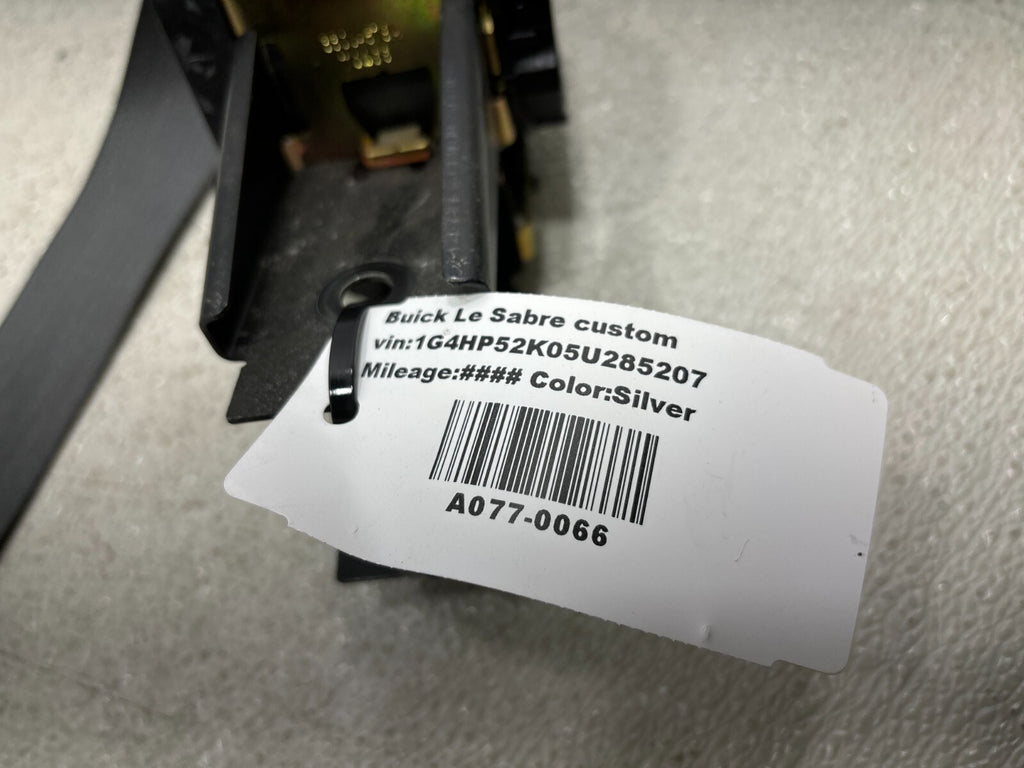 Buick Le Sabre custom
vin:1G4HP52K05U285207
Mileage:#### Color:Silver
A077-0066